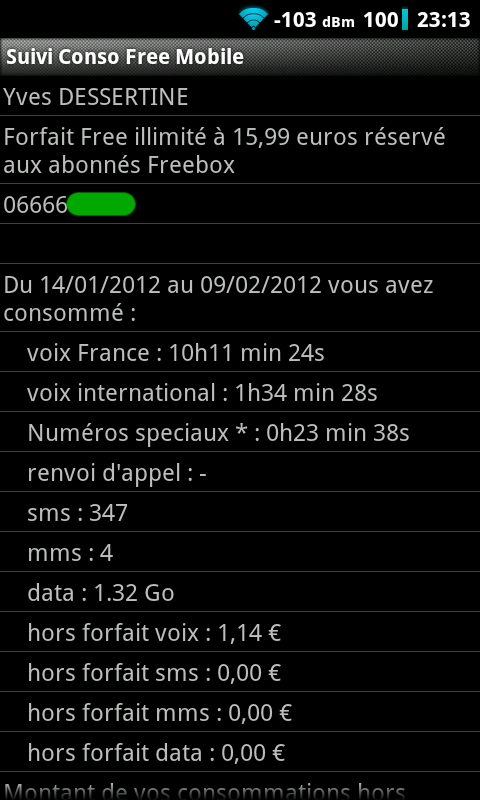 -103 dBm 100 23:13
Suivi Conso Free Mobile
Yves DESSERTINE
Forfait Free illimité à 15,99 euros réservé
aux abonnés Freebox
06666
Du 14/01/2012 au 09/02/2012 vous avez
consommé :
voix France : 10h11 min 24s
voix international : 1h34 min 28s
Numéros speciaux * : 0h23 min 38s
renvoi d'appel : -
sms : 347
mms : 4
data : 1.32 Go
hors forfait voix : 1,14 €
hors forfait sms : 0,00 €
hors forfait mms : 0,00 €
hors forfait data : 0,00 €
Montant de vos consommations hors